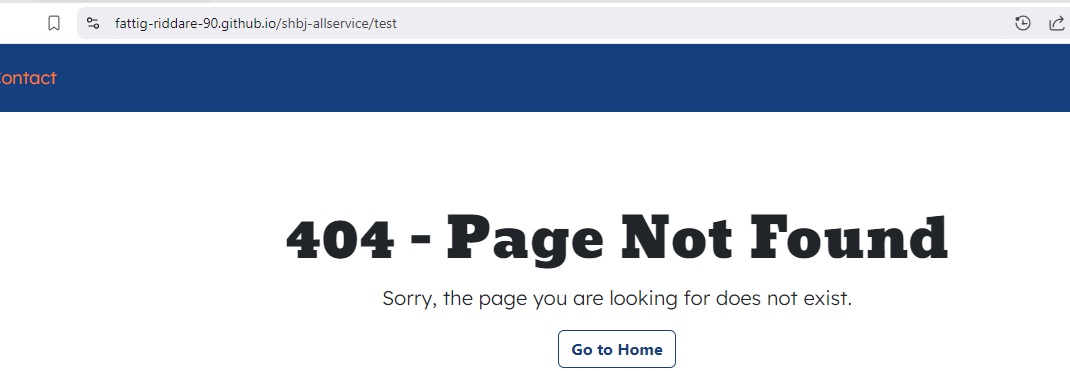 fattig-riddare-90.github.io/shbj-allservice/test
Contact
404 - Page Not Found
Sorry, the page you are looking for does not exist.
Go to Home